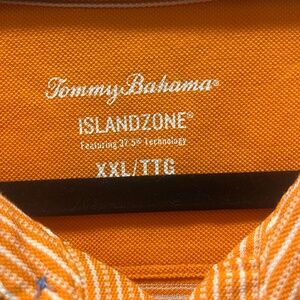 Tommy Bahama®
ISLANDZONE®
Featuring 37.5® Technology
XXL/TTG